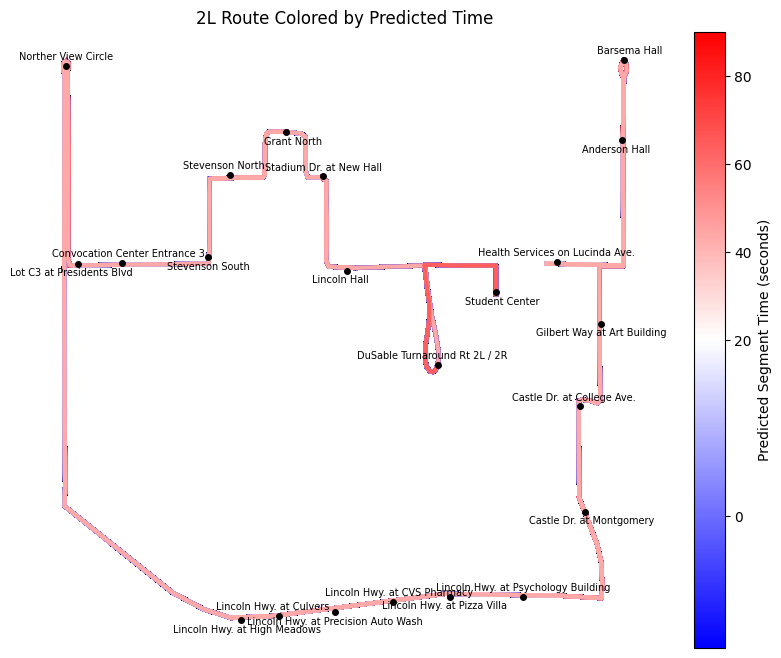 2L Route Colored by Predicted Time
Norther View Circle
Barsema Hall
Grant North
Anderson Hall
Stevenson North
Stadium Dr. at New Hall
Convocation Center Entrance 3
Health Services on Lucinda Ave.
Lot C3 at Presidents Blvd
Stevenson South
Lincoln Hall
Student Center
Gilbert Way at Art Building
DuSable Turnaround Rt 2L / 2R
Castle Dr. at College Ave.
Castle Dr. at Montgomery
Lincoln Hwy. at Psychology Building
Lincoln Hwy. at CVS Pharmacy
Lincoln Hwy. at Pizza Villa
Lincoln Hwy. at Culvers
Lincoln Hwy. at Precision Auto Wash
Lincoln Hwy. at High Meadows
80
60
40
20
0
Predicted Segment Time (seconds)